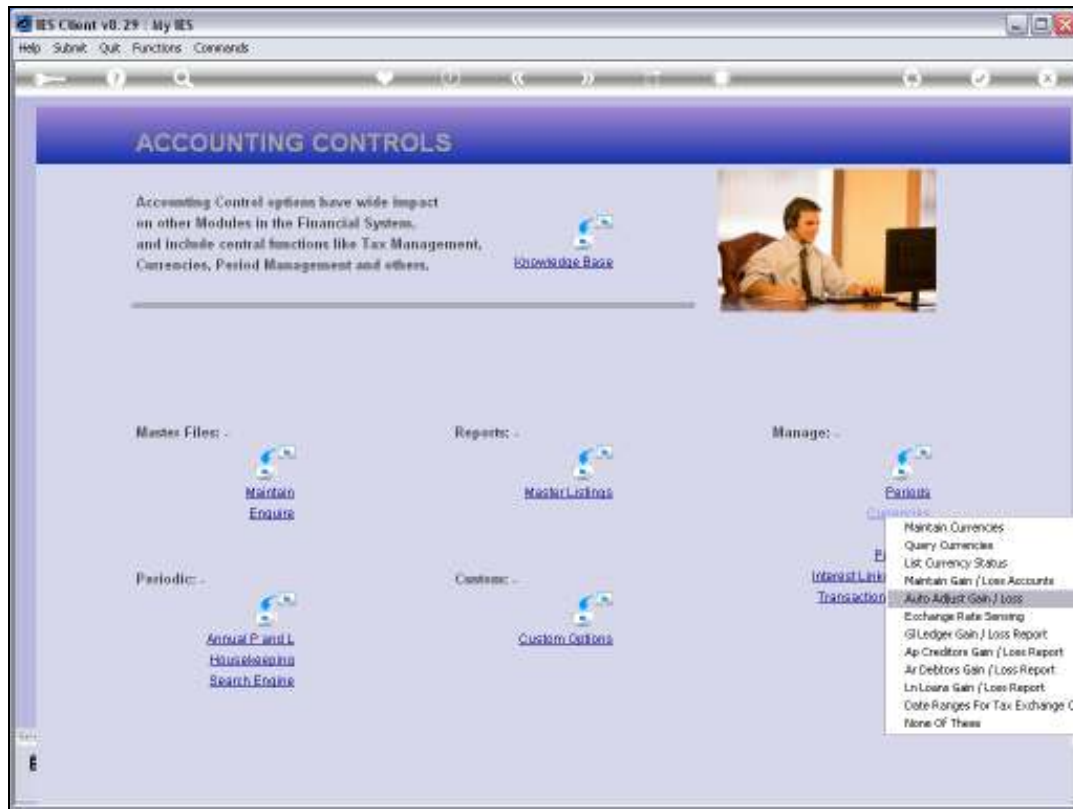 IES Client v8.29 : My IES
Help Submit Quit Functions Commands
ACCOUNTING CONTROLS
Accounting Control options have wide impact
on other Modules in the Financial System,
and include central functions like Tax Management,
Currencies, Period Management and others.
Knowledge Base
Master Files: -
Reports: -
Manage: -
Maintain
Enquire
Master Listings
Periods
Currencies
Interest Link
Transaction
Periodic: -
Custom: -
Annual P and L
Housekeeping
Search Engine
Custom Options
Maintain Currencies
Query Currencies
List Currency Status
Maintain Gain / Loss Accounts
Auto Adjust Gain / Loss
Exchange Rate Sensing
Gl Ledger Gain / Loss Report
Ap Creditors Gain / Loss Report
Ar Debtors Gain / Loss Report
Ln Loans Gain / Loss Report
Date Ranges For Tax Exchange
None Of These